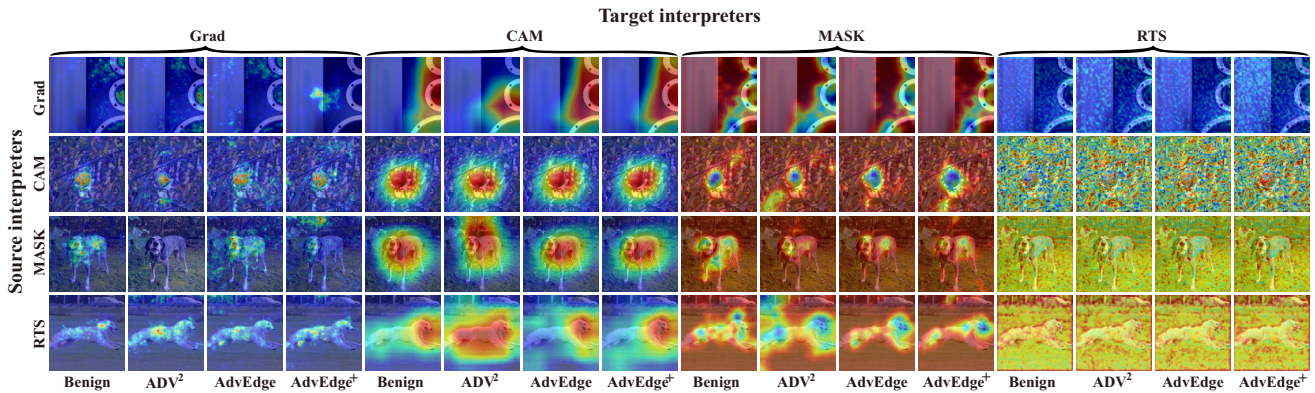 Target interpreters
Grad CAM MASK RTS
Source interpreters
Grad
CAM
MASK
RTS
Benign ADV² AdvEdge AdvEdge⁺ Benign ADV² AdvEdge AdvEdge⁺ Benign ADV² AdvEdge AdvEdge⁺ Benign ADV² AdvEdge AdvEdge⁺